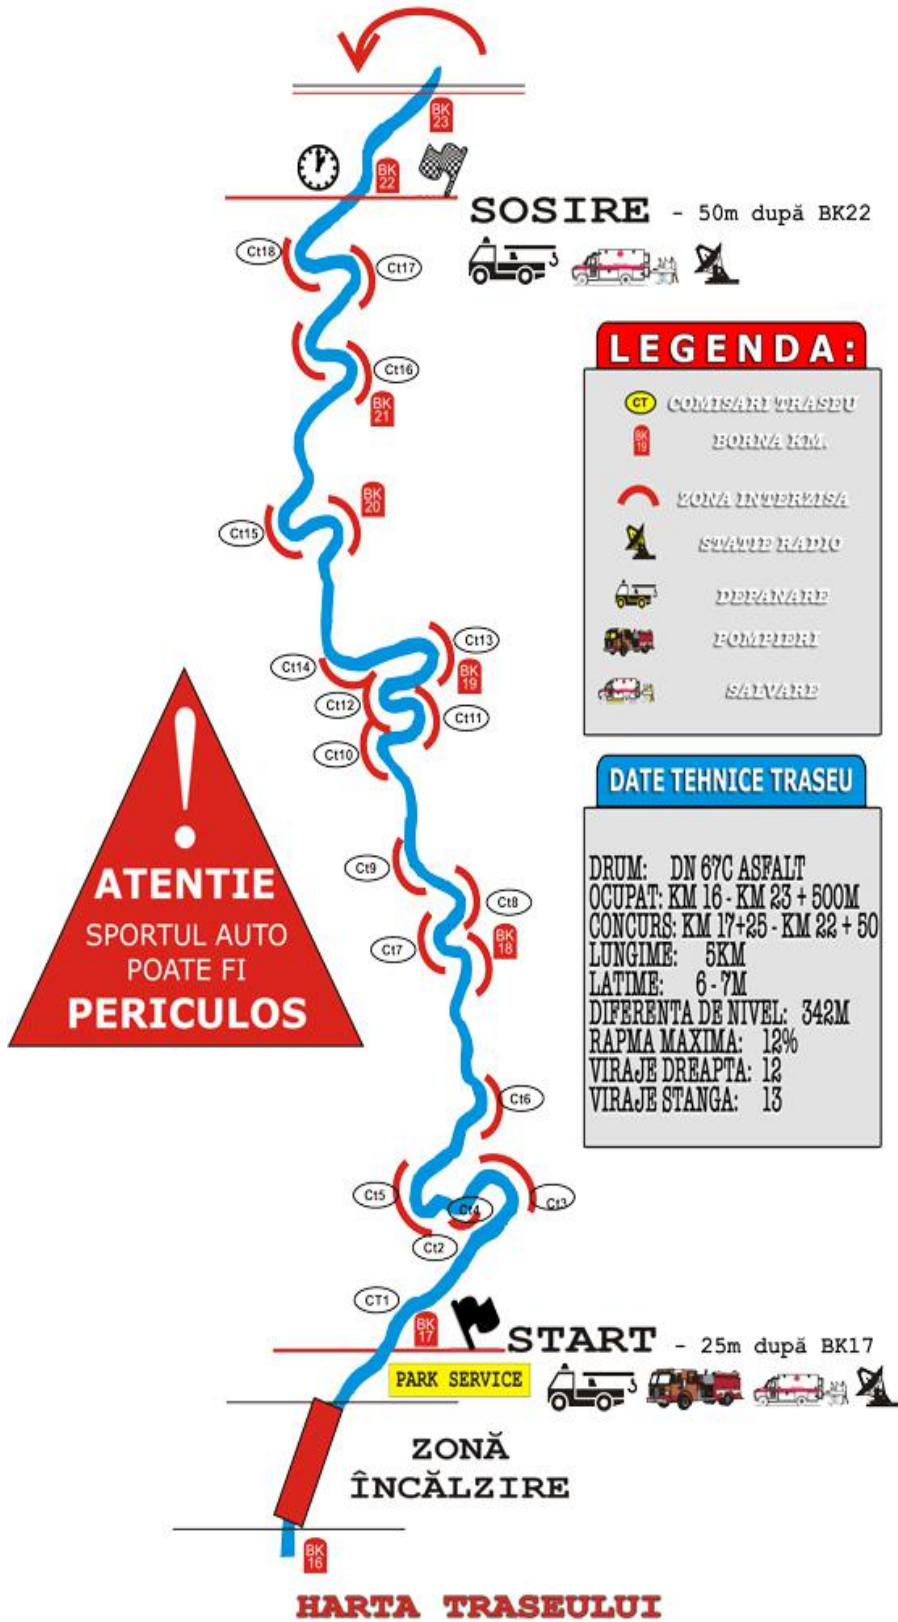 BK
23
BK
22
SOSIRE - 50m după BK22
Ct18
Ct17
LEGENDA:
Ct16
BK
21
CT COMISARI TRASEU
BK
19
BORNA KM.
BK
20
ZONA INTERZISA
Ct15
STATIE RADIO
DEPANARE
Ct13
POMPIERI
Ct14
BK
19
SALVARE
Ct12
Ct11
Ct10
!
DATE TEHNICE TRASEU
Ct9
DRUM: DN 67C ASFALT
ATENTIE
OCUPAT: KM 16 - KM 23 + 500M
Ct8
CONCURS: KM 17+25 - KM 22 + 50
SPORTUL AUTO
Ct7
BK
18
LUNGIME: 5KM
POATE FI
LATIME: 6 - 7M
PERICULOS
DIFERENTA DE NIVEL: 342M
RAPMA MAXIMA: 12%
VIRAJE DREAPTA: 12
VIRAJE STANGA: 13
Ct6
Ct5
Ct3
Ct4
Ct2
CT1
BK
17
START - 25m după BK17
PARK SERVICE
ZONĂ
ÎNCĂLZIRE
BK
16
HARTA TRASEULUI